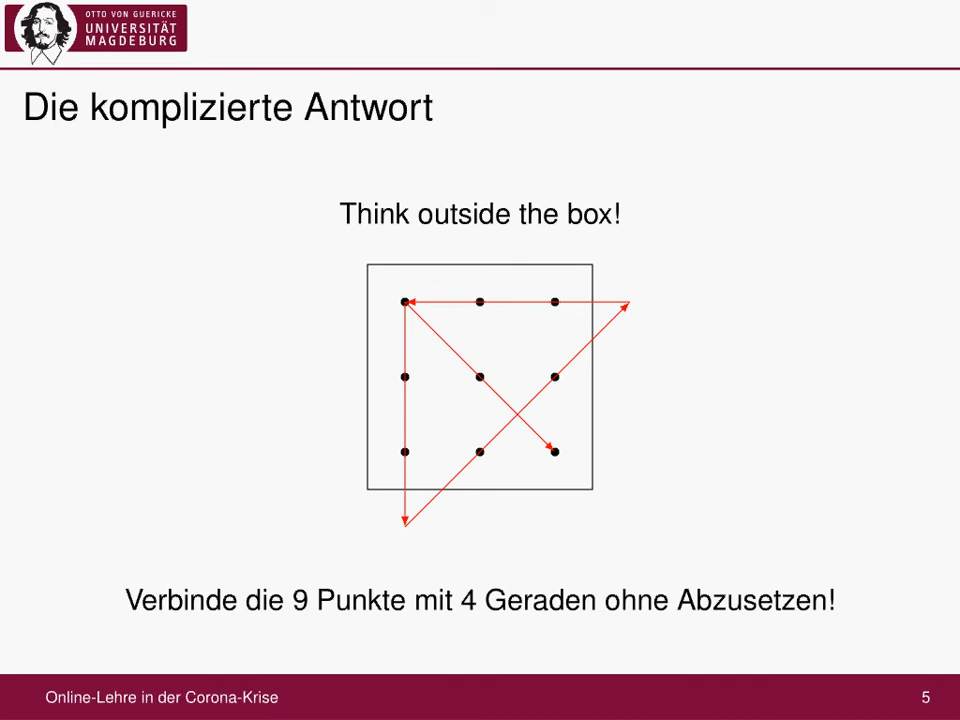 OTTO VON GUERICKE
UNIVERSITÄT
MAGDEBURG
Die komplizierte Antwort
Think outside the box!
Verbinde die 9 Punkte mit 4 Geraden ohne Abzusetzen!
Online-Lehre in der Corona-Krise
5